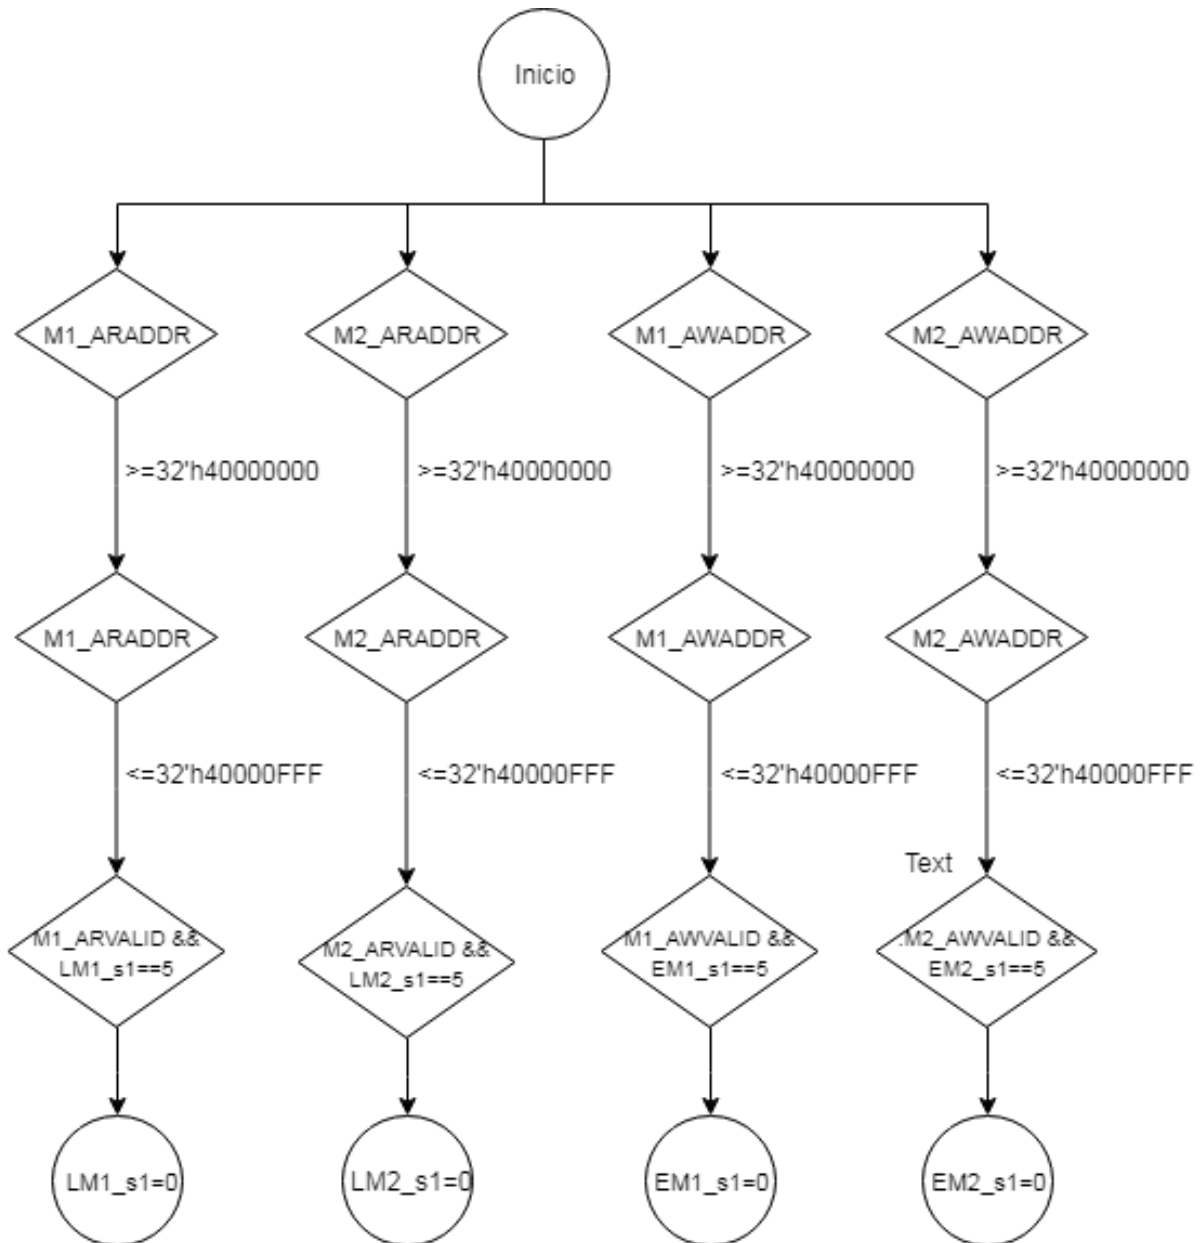 Inicio
M1_ARADDR
M2_ARADDR
M1_AWADDR
M2_AWADDR
>=32'h40000000
>=32'h40000000
>=32'h40000000
>=32'h40000000
M1_ARADDR
M2_ARADDR
M1_AWADDR
M2_AWADDR
<=32'h40000FFF
<=32'h40000FFF
<=32'h40000FFF
<=32'h40000FFF
Text
M1_ARVALID &&
LM1_s1==5
M2_ARVALID &&
LM2_s1==5
M1_AWVALID &&
EM1_s1==5
.M2_AWVALID &&
EM2_s1==5
LM1_s1=0
LM2_s1=0
EM1_s1=0
EM2_s1=0